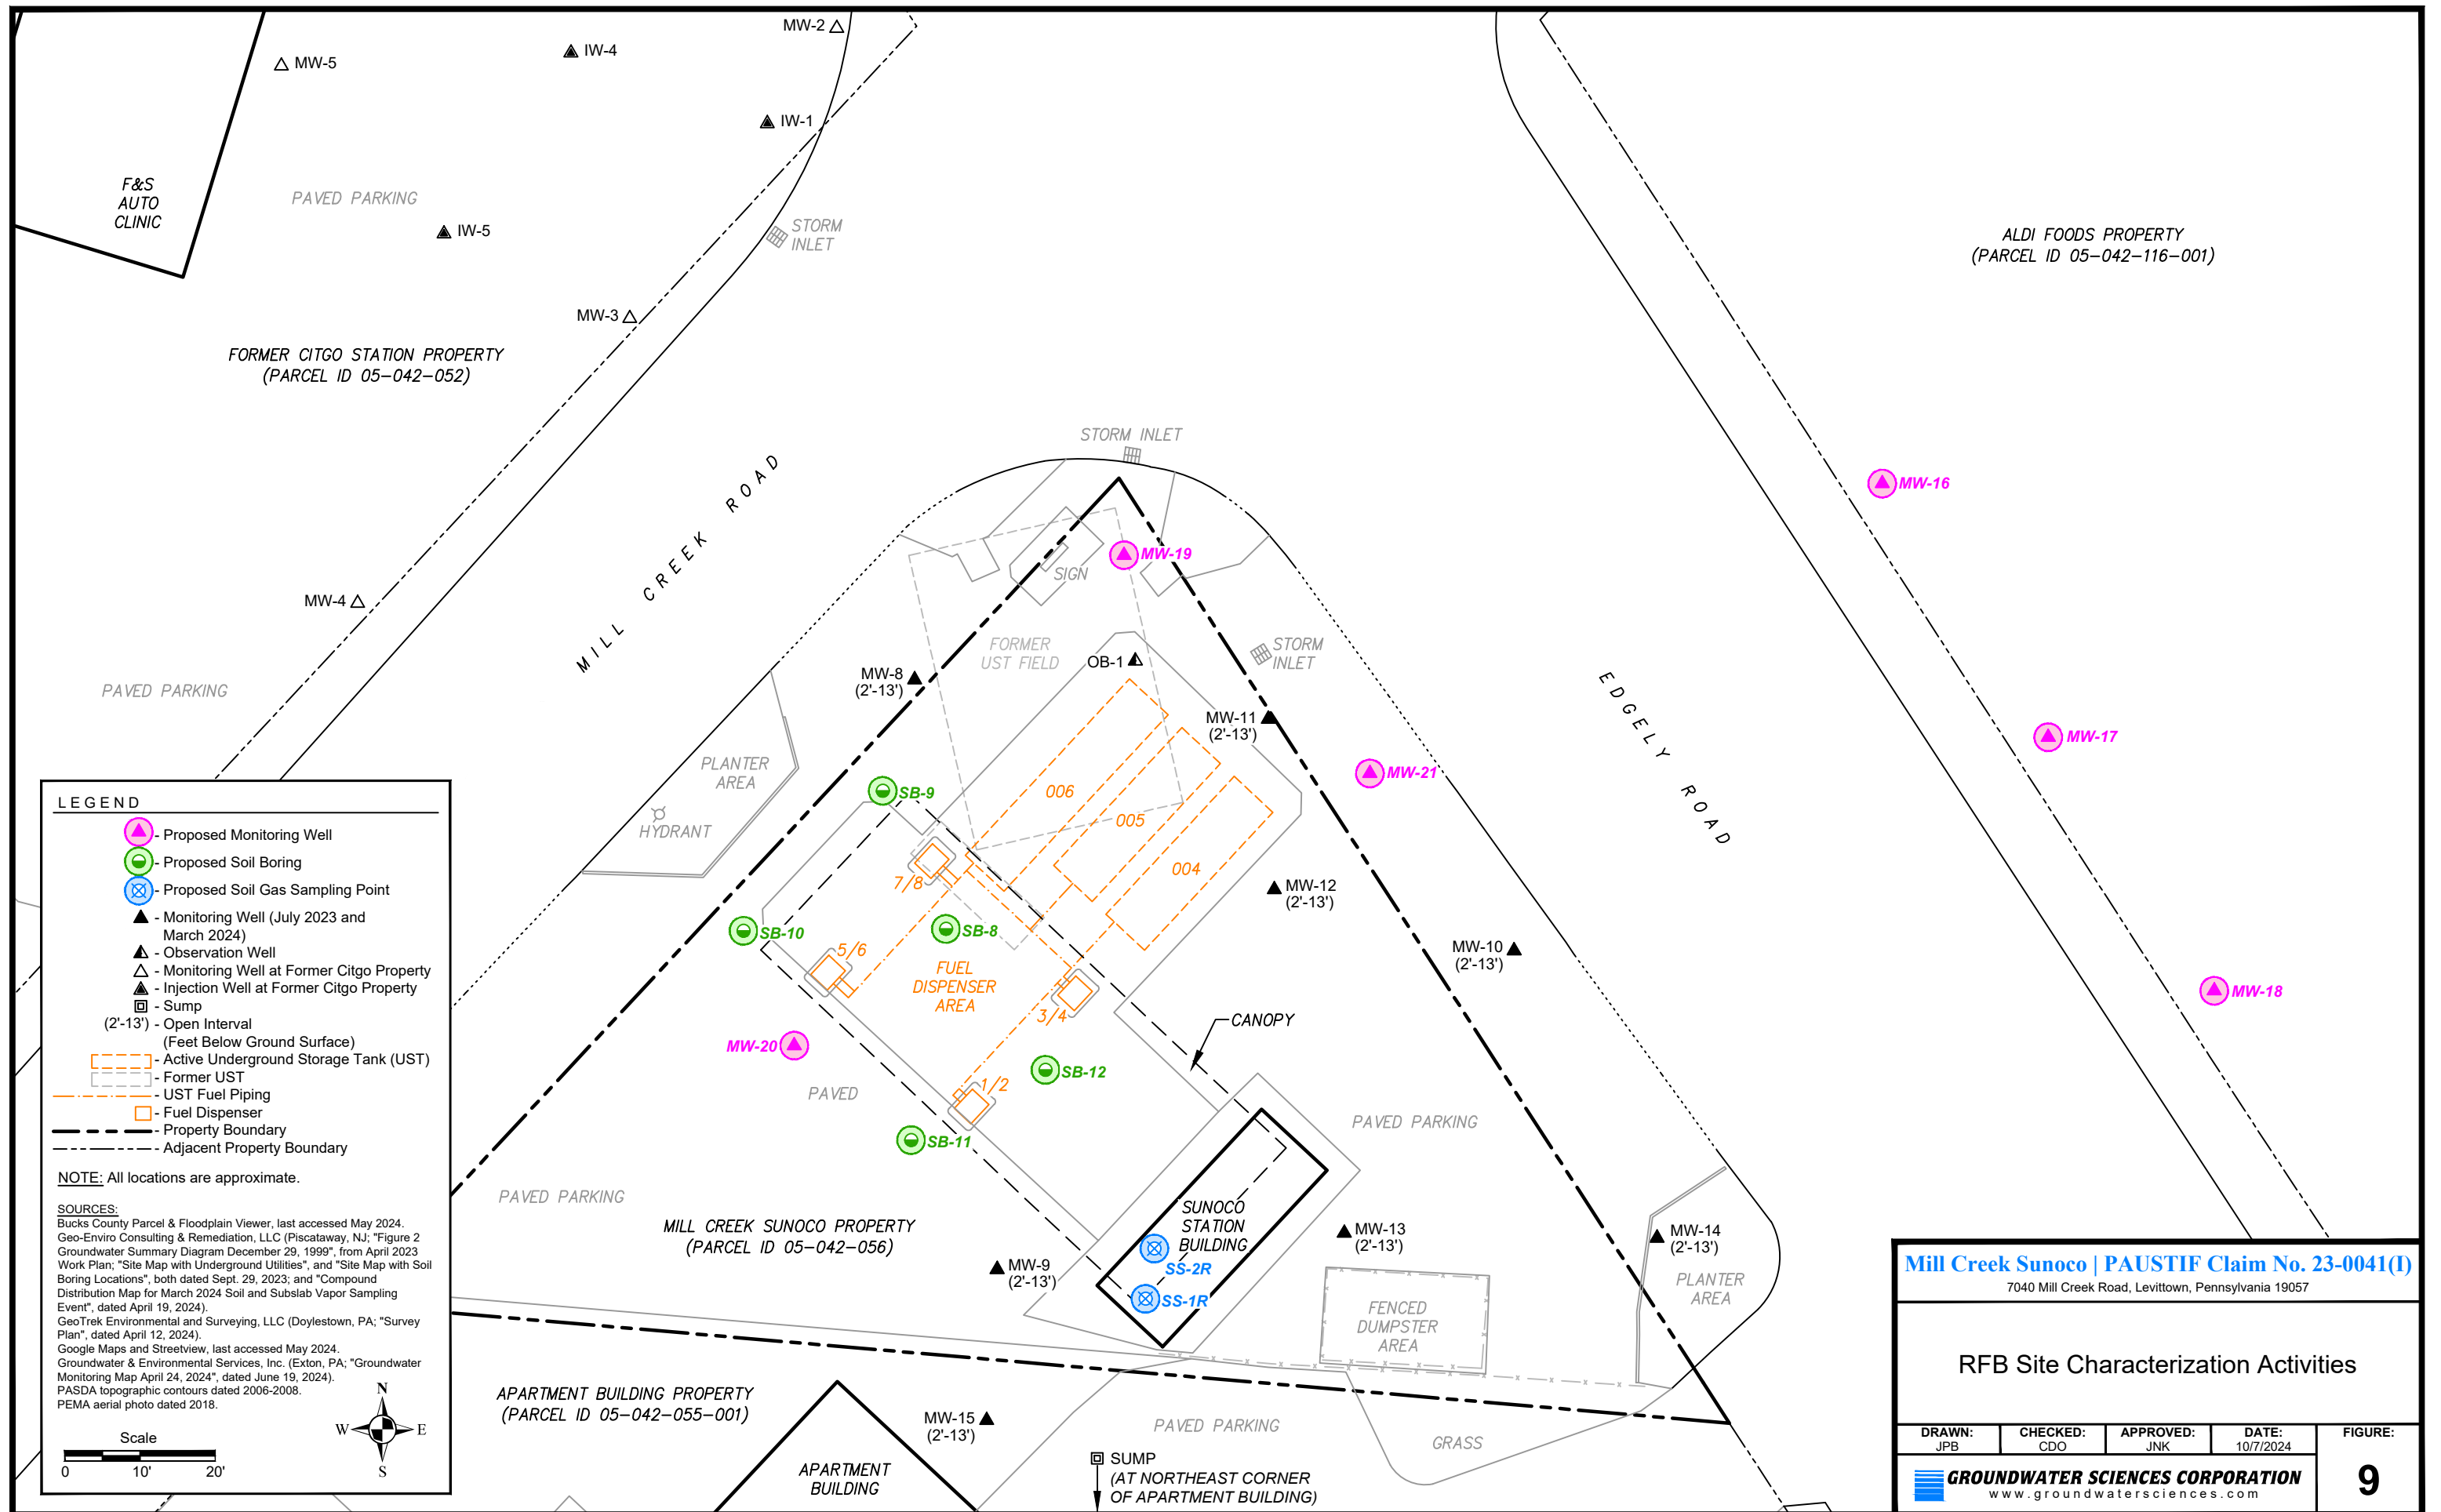 MW-2
MW-5
IW-4
IW-1
F&S
AUTO
CLINIC
PAVED PARKING
IW-5
STORM
INLET
ALDI FOODS PROPERTY
(PARCEL ID 05-042-116-001)
MW-3
FORMER CITGO STATION PROPERTY
(PARCEL ID 05-042-052)
STORM INLET
MILL CREEK ROAD
MW-16
MW-19
SIGN
MW-4
FORMER
UST FIELD
OB-1
STORM
INLET
MW-8
(2'-13')
PAVED PARKING
MW-11
(2'-13')
EDGELY ROAD
MW-17
PLANTER
AREA
MW-21
SB-9
006
005
004
HYDRANT
7/8
MW-12
(2'-13')
SB-10
SB-8
5/6
MW-10
(2'-13')
FUEL
DISPENSER
AREA
MW-18
3/4
CANOPY
MW-20
SB-12
1/2
PAVED
PAVED PARKING
SB-11
PAVED PARKING
MILL CREEK SUNOCO PROPERTY
(PARCEL ID 05-042-056)
SUNOCO
STATION
BUILDING
SS-2R
SS-1R
MW-13
(2'-13')
MW-14
(2'-13')
MW-9
(2'-13')
PLANTER
AREA
FENCED
DUMPSTER
AREA
APARTMENT BUILDING PROPERTY
(PARCEL ID 05-042-055-001)
MW-15
(2'-13')
PAVED PARKING
GRASS
APARTMENT
BUILDING
SUMP
(AT NORTHEAST CORNER
OF APARTMENT BUILDING)
LEGEND
- Proposed Monitoring Well
- Proposed Soil Boring
- Proposed Soil Gas Sampling Point
- Monitoring Well (July 2023 and
March 2024)
- Observation Well
- Monitoring Well at Former Citgo Property
- Injection Well at Former Citgo Property
- Sump
(2'-13') - Open Interval
(Feet Below Ground Surface)
- Active Underground Storage Tank (UST)
- Former UST
- UST Fuel Piping
- Fuel Dispenser
- Property Boundary
- Adjacent Property Boundary
NOTE: All locations are approximate.
SOURCES:
Bucks County Parcel & Floodplain Viewer, last accessed May 2024.
Geo-Enviro Consulting & Remediation, LLC (Piscataway, NJ; "Figure 2
Groundwater Summary Diagram December 29, 1999", from April 2023
Work Plan; "Site Map with Underground Utilities", and "Site Map with Soil
Boring Locations", both dated Sept. 29, 2023; and "Compound
Distribution Map for March 2024 Soil and Subslab Vapor Sampling
Event", dated April 19, 2024).
GeoTrek Environmental and Surveying, LLC (Doylestown, PA; "Survey
Plan", dated April 12, 2024).
Google Maps and Streetview, last accessed May 2024.
Groundwater & Environmental Services, Inc. (Exton, PA; "Groundwater
Monitoring Map April 24, 2024", dated June 19, 2024).
PASDA topographic contours dated 2006-2008.
PEMA aerial photo dated 2018.
N
W E
S
Scale
0 10' 20'
Mill Creek Sunoco | PAUSTIF Claim No. 23-0041(I)
7040 Mill Creek Road, Levittown, Pennsylvania 19057
RFB Site Characterization Activities
DRAWN: CHECKED: APPROVED: DATE: FIGURE:
JPB CDO JNK 10/7/2024
GROUNDWATER SCIENCES CORPORATION
www.groundwatersciences.com
9